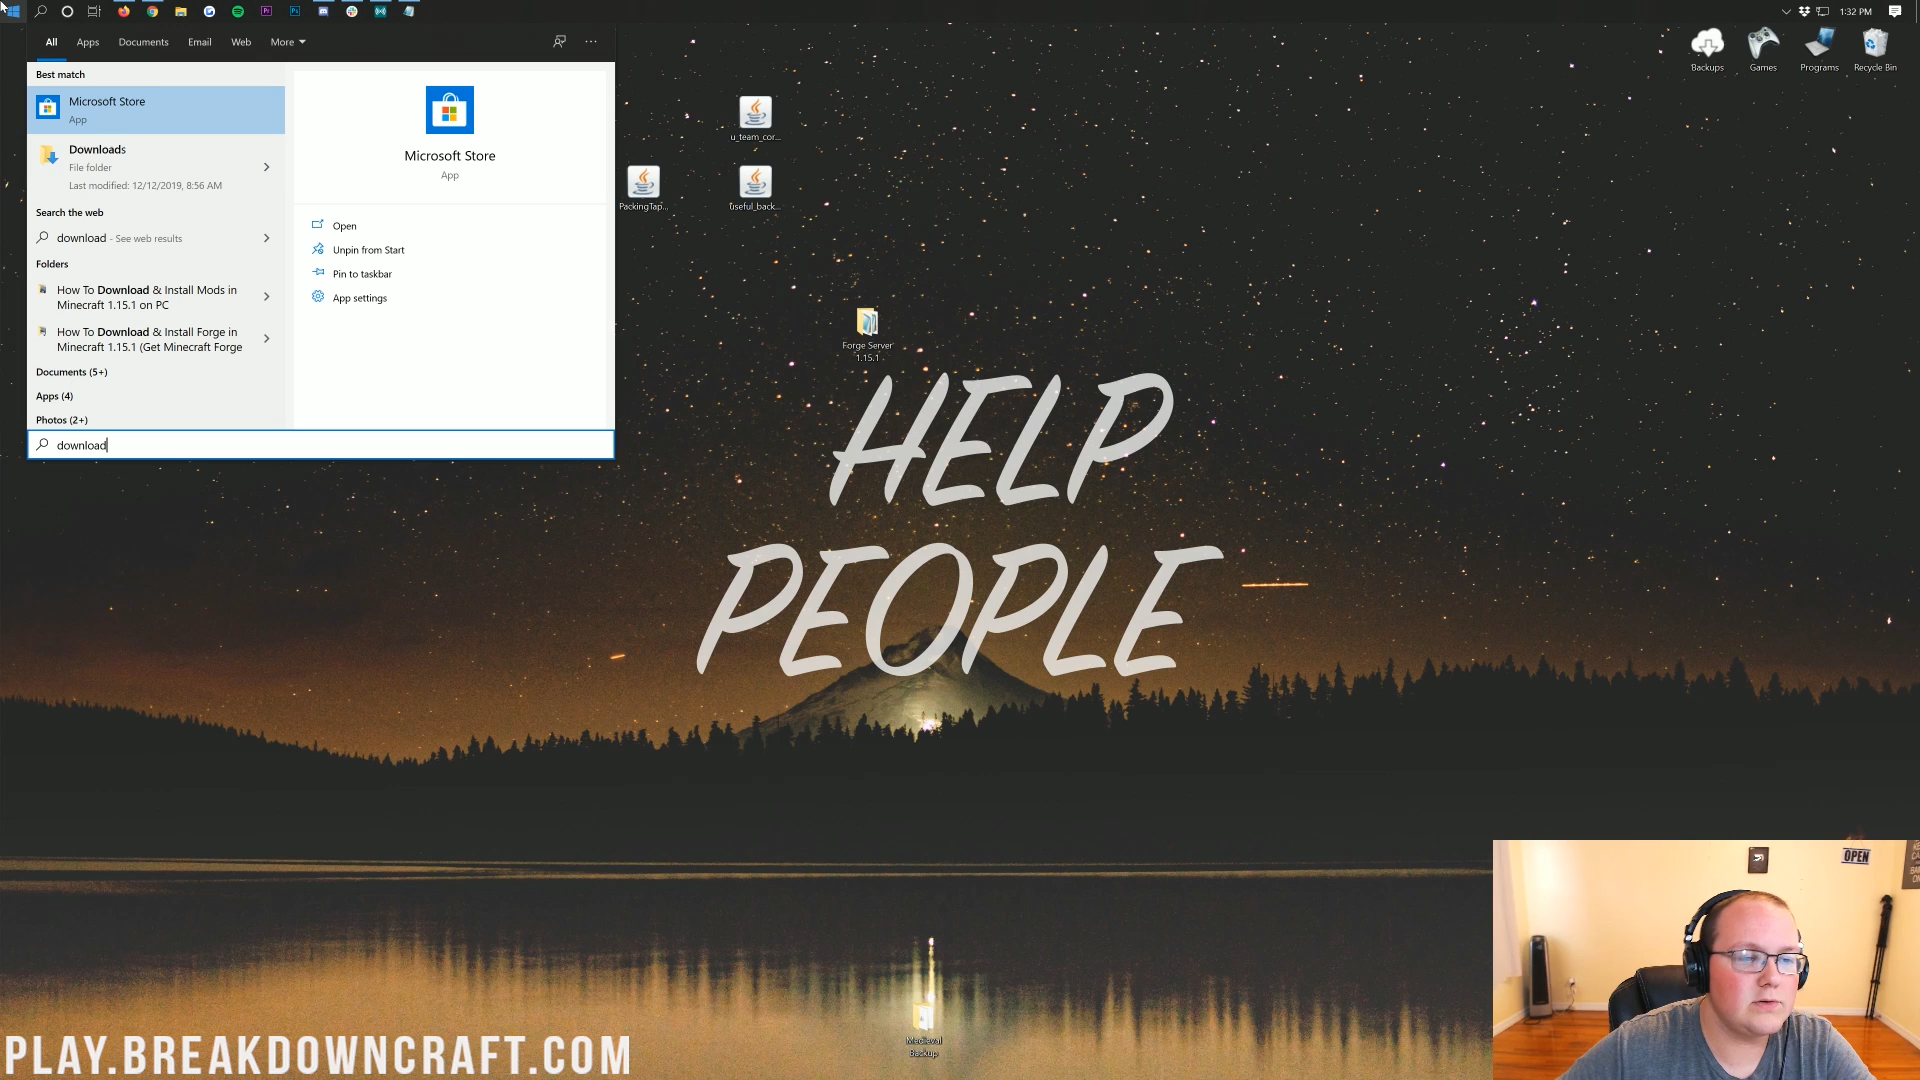 1:32 PM
All
Apps
Documents
Email
Web
More
Backups
Games
Programs
Recycle Bin
Best match
Microsoft Store
App
Downloads
File folder
Last modified: 12/12/2019, 8:56 AM
Search the web
download - See web results
Folders
How To Download & Install Mods in
Minecraft 1.15.1 on PC
How To Download & Install Forge in
Minecraft 1.15.1 (Get Minecraft Forge
Documents (5+)
Apps (4)
Photos (2+)
download
Microsoft Store
App
Open
Unpin from Start
Pin to taskbar
App settings
u_team_cor...
PackingTap...
useful_back...
Forge Server
1.15.1
HELP
PEOPLE
Medieval
Backup
OPEN
PLAY.BREAKDOWNCRAFT.COM